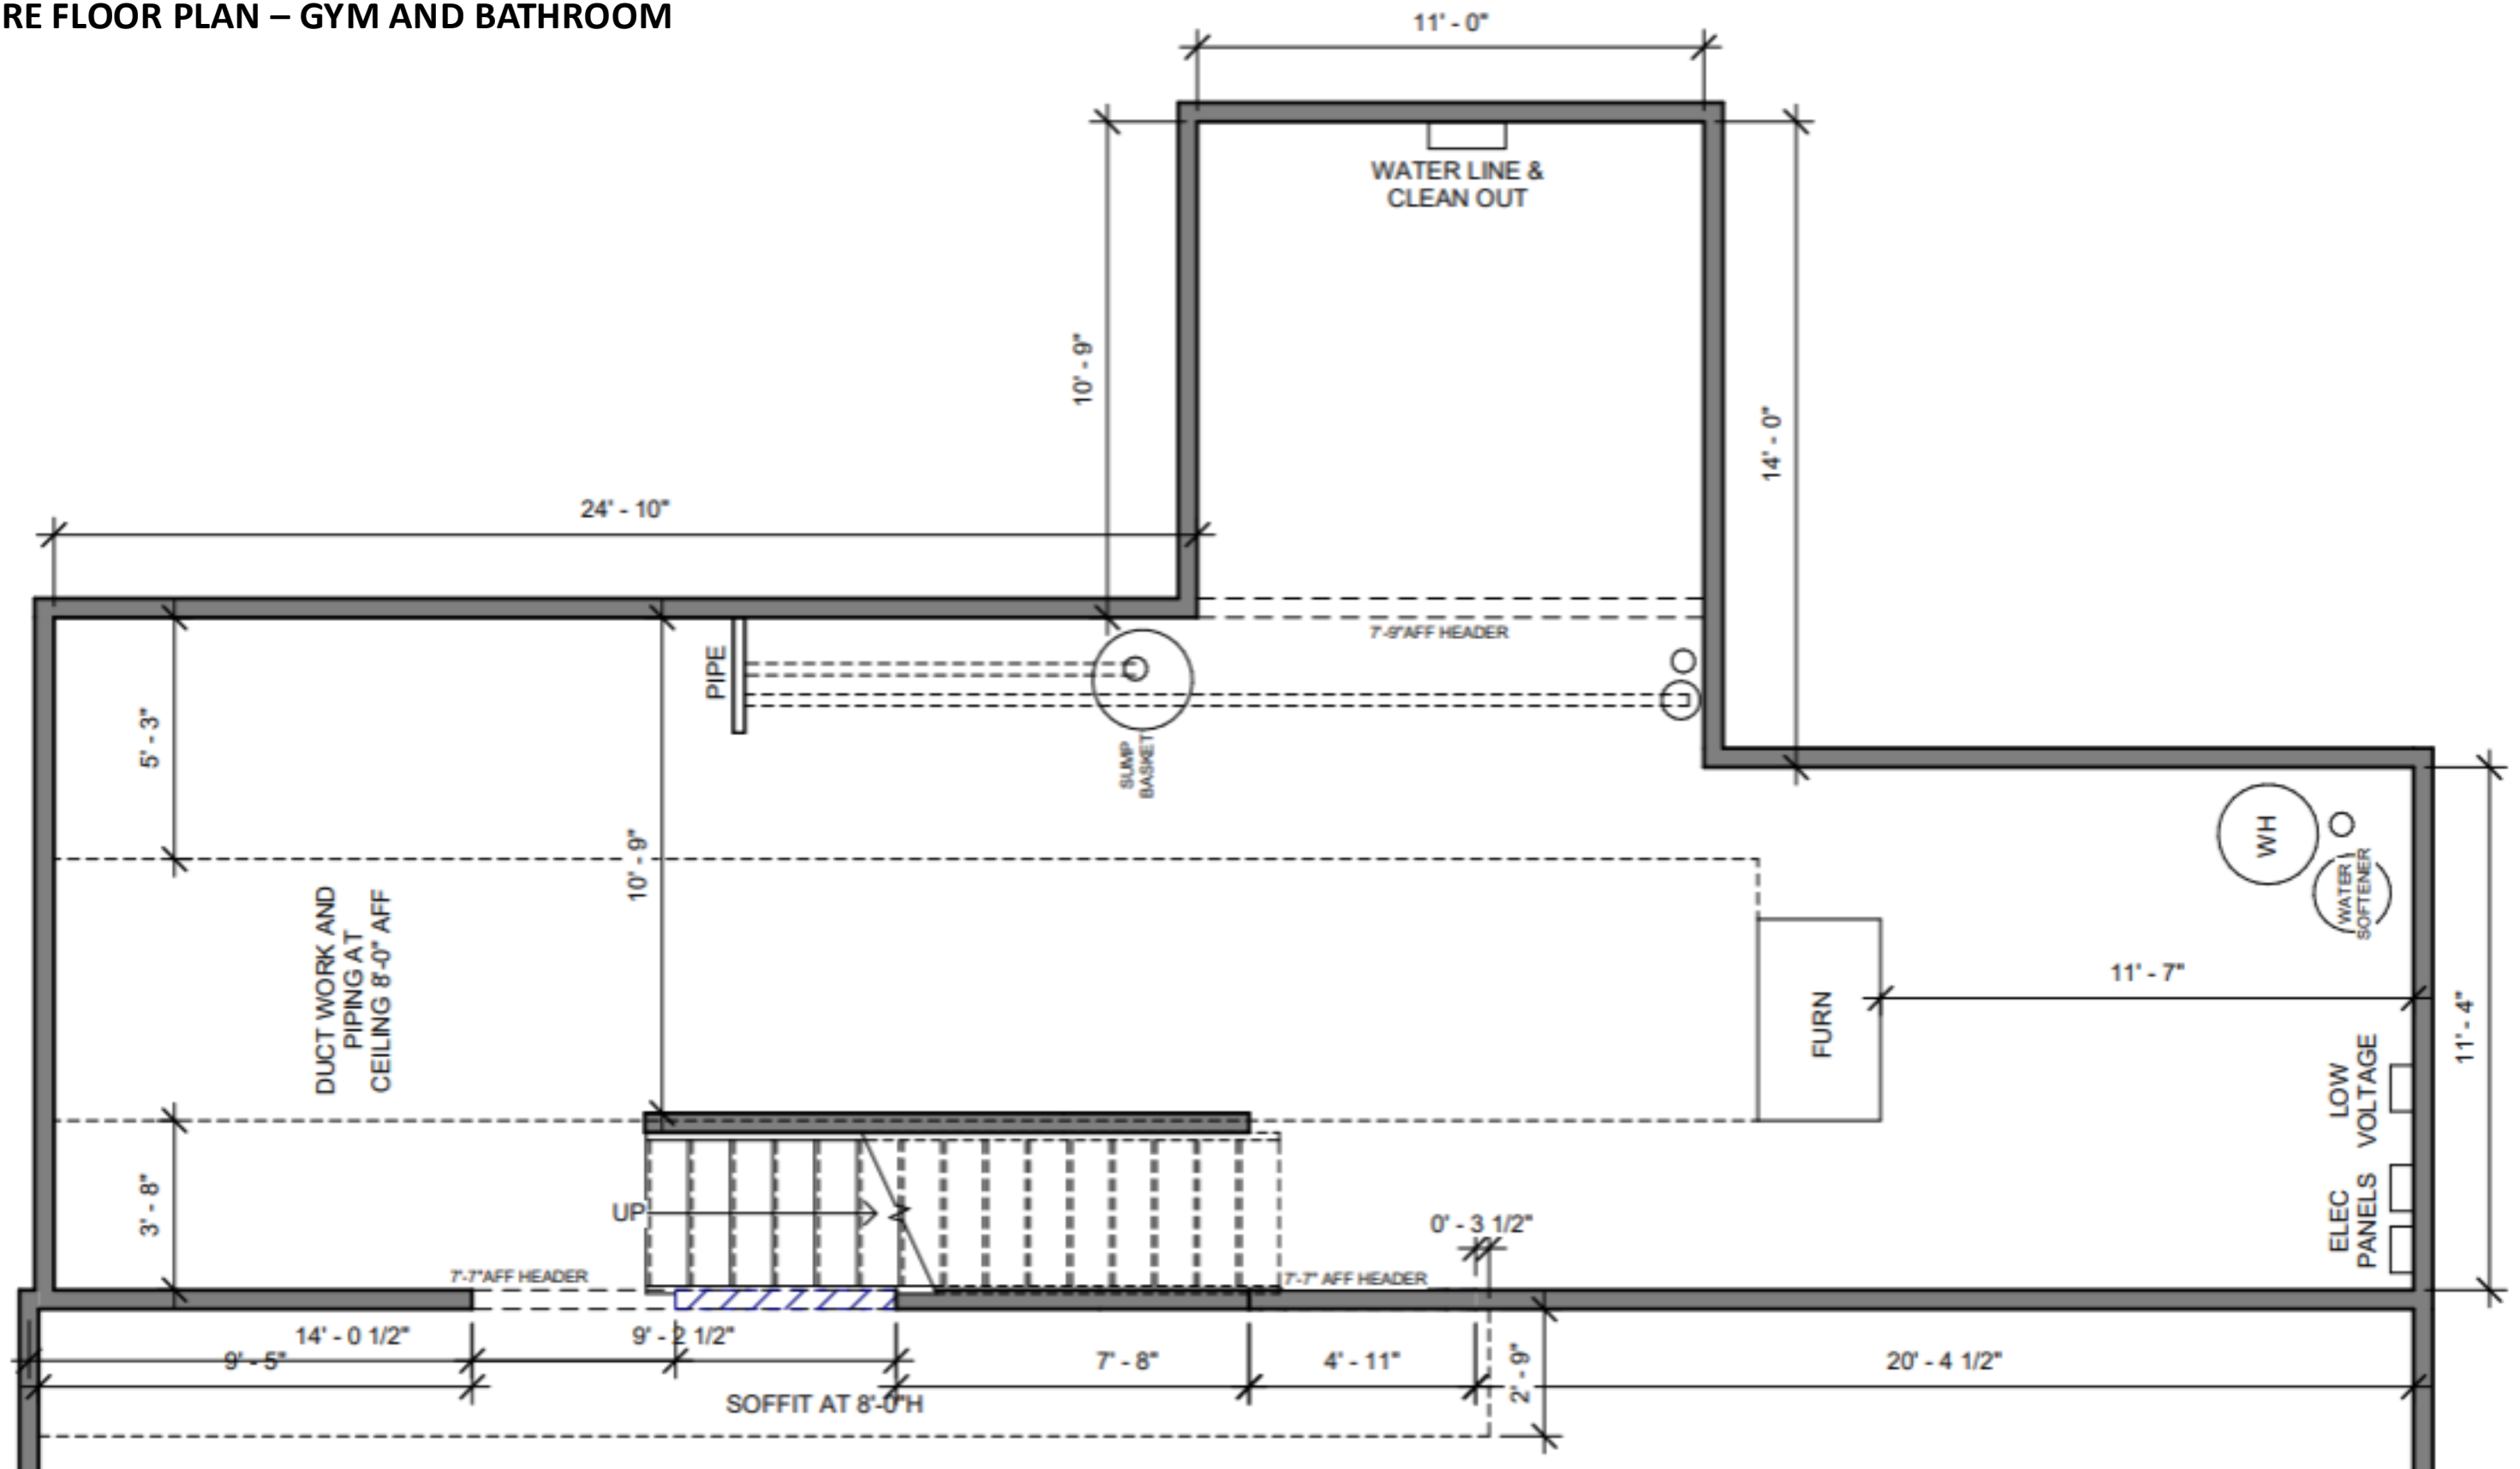 RE FLOOR PLAN – GYM AND BATHROOM
11' - 0"
WATER LINE &
CLEAN OUT
10' - 9"
14' - 0"
24' - 10"
7'-9"AFF HEADER
PIPE
5' - 3"
SUMP
BASKET
10' - 9"
WH
WATER
SOFTENER
DUCT WORK AND
PIPING AT
CEILING 8'-0" AFF
FURN
11' - 7"
11' - 4"
LOW
VOLTAGE
3' - 8"
UP
ELEC
PANELS
0' - 3 1/2"
7'-7"AFF HEADER
7'-7" AFF HEADER
14' - 0 1/2"
9' - 2 1/2"
9' - 5"
7' - 8"
4' - 11"
2' - 9"
20' - 4 1/2"
SOFFIT AT 8'-0"H